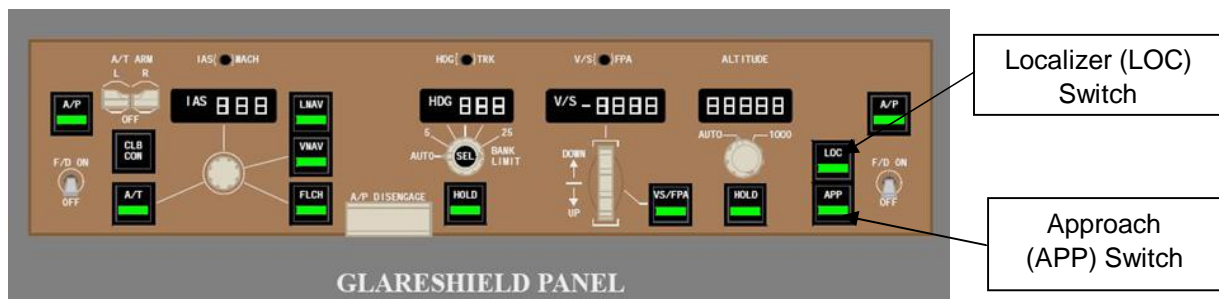 A/T ARM
L R
OFF
IAS MACH
HDG TRK
V/S FPA
ALTITUDE
A/P
IAS 888
LNAV
HDG 888
V/S -8888
88888
A/P
CLB
CON
VNAV
5
25
AUTO
SEL
BANK
LIMIT
DOWN
UP
AUTO
1000
LOC
F/D ON
OFF
A/T
FLCH
A/P DISENGAGE
HOLD
VS/FPA
HOLD
APP
F/D ON
OFF
GLARESHIELD PANEL
Localizer (LOC)
Switch
Approach
(APP) Switch